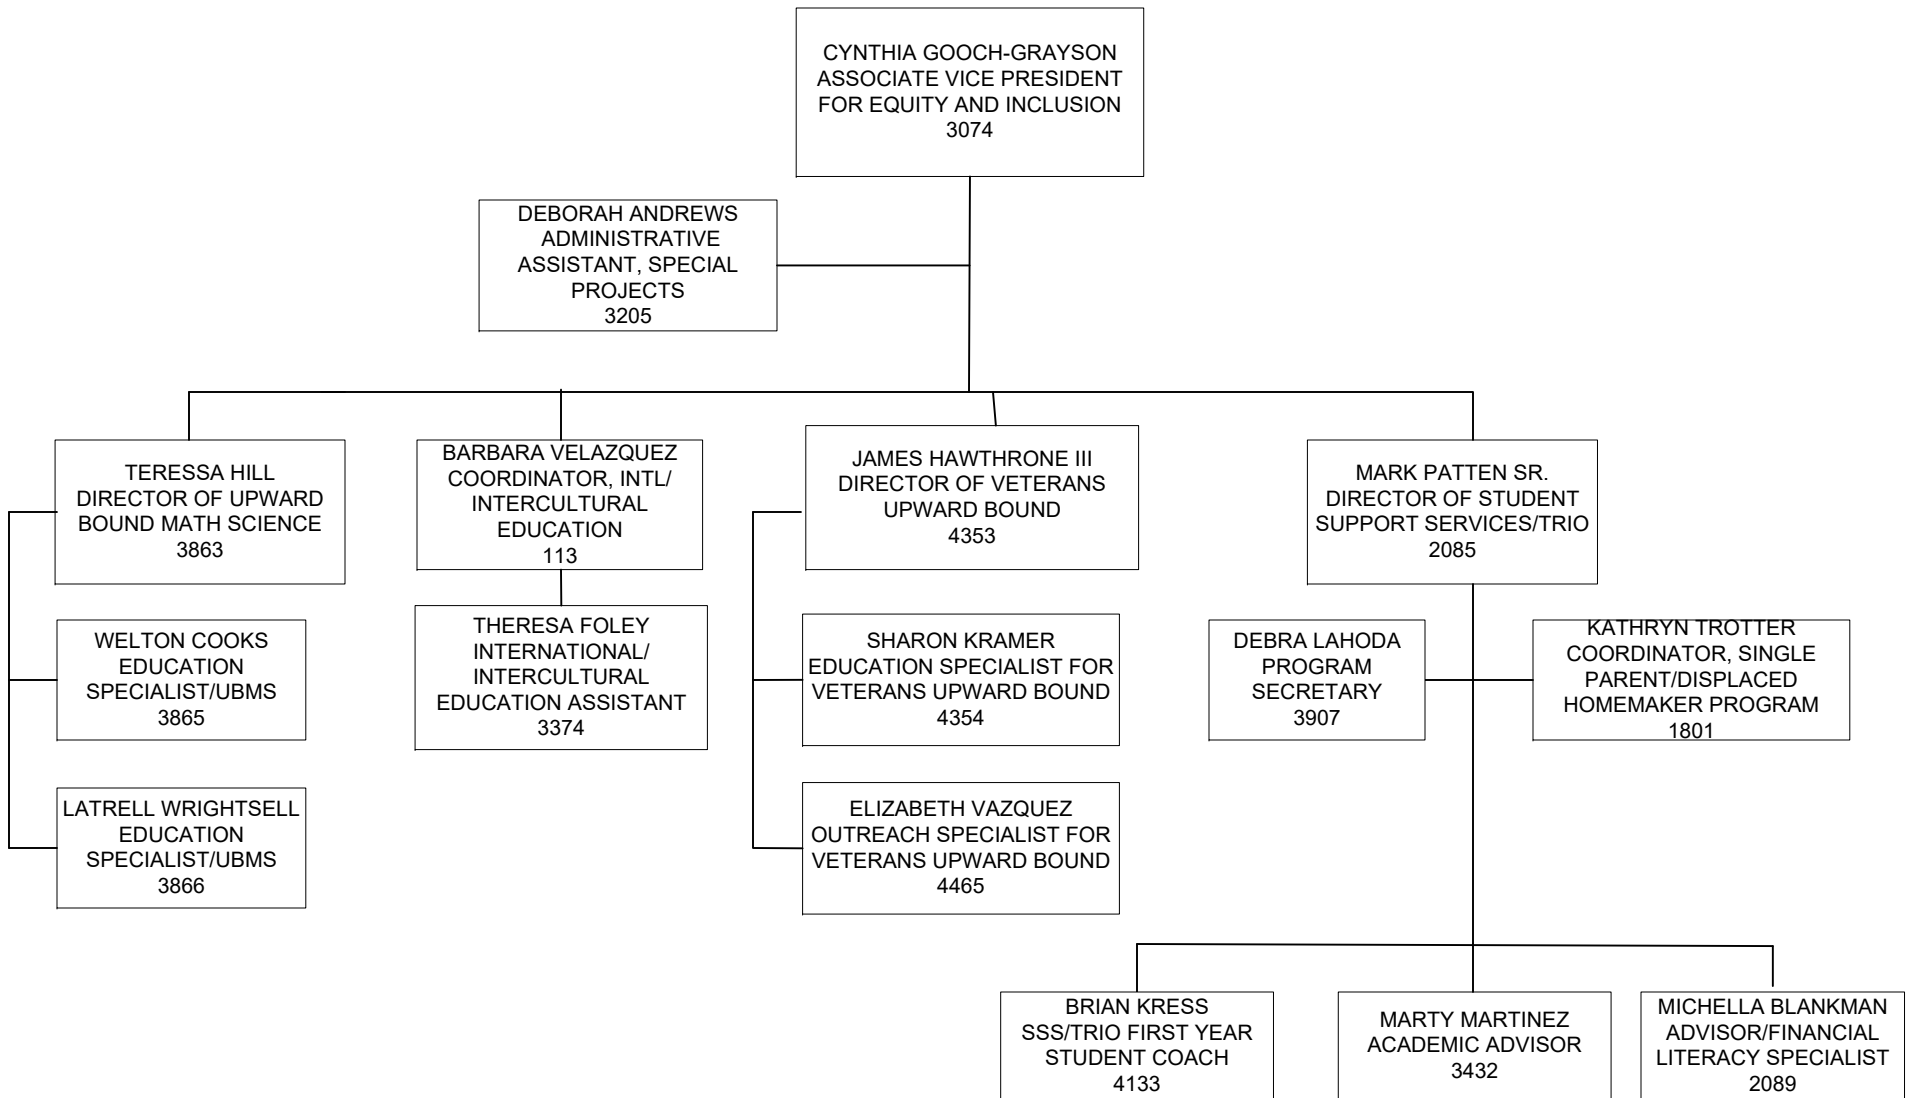 CYNTHIA GOOCH-GRAYSON
ASSOCIATE VICE PRESIDENT
FOR EQUITY AND INCLUSION
3074
DEBORAH ANDREWS
ADMINISTRATIVE
ASSISTANT, SPECIAL
PROJECTS
3205
TERESSA HILL
DIRECTOR OF UPWARD
BOUND MATH SCIENCE
3863
BARBARA VELAZQUEZ
COORDINATOR, INTL/
INTERCULTURAL
EDUCATION
113
JAMES HAWTHRONE III
DIRECTOR OF VETERANS
UPWARD BOUND
4353
MARK PATTEN SR.
DIRECTOR OF STUDENT
SUPPORT SERVICES/TRIO
2085
WELTON COOKS
EDUCATION
SPECIALIST/UBMS
3865
THERESA FOLEY
INTERNATIONAL/
INTERCULTURAL
EDUCATION ASSISTANT
3374
SHARON KRAMER
EDUCATION SPECIALIST FOR
VETERANS UPWARD BOUND
4354
DEBRA LAHODA
PROGRAM
SECRETARY
3907
KATHRYN TROTTER
COORDINATOR, SINGLE
PARENT/DISPLACED
HOMEMAKER PROGRAM
1801
LATRELL WRIGHTSELL
EDUCATION
SPECIALIST/UBMS
3866
ELIZABETH VAZQUEZ
OUTREACH SPECIALIST FOR
VETERANS UPWARD BOUND
4465
BRIAN KRESS
SSS/TRIO FIRST YEAR
STUDENT COACH
4133
MARTY MARTINEZ
ACADEMIC ADVISOR
3432
MICHELLA BLANKMAN
ADVISOR/FINANCIAL
LITERACY SPECIALIST
2089